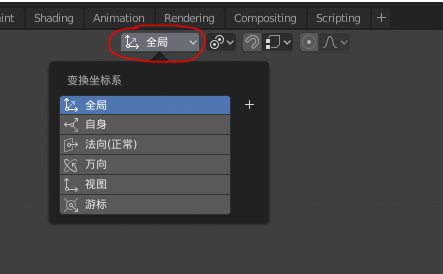 Shading Animation Rendering Compositing Scripting +
全局
变换坐标系
全局
自身
法向(正常)
万向
视图
游标